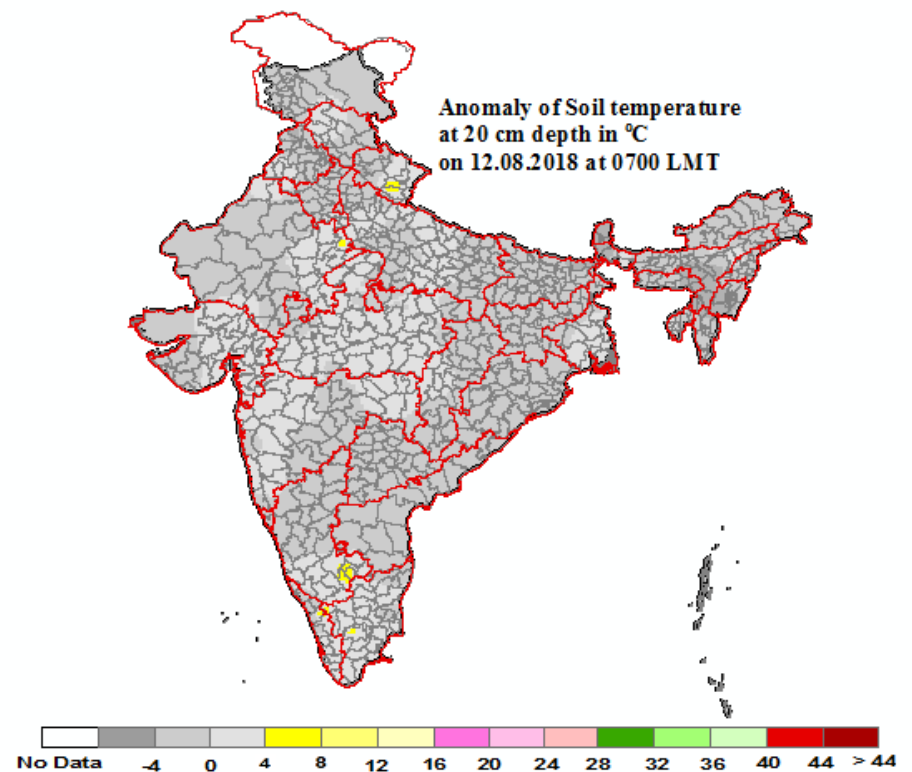 Anomaly of Soil temperature
at 20 cm depth in °C
on 12.08.2018 at 0700 LMT
No Data -4 0 4 8 12 16 20 24 28 32 36 40 44 > 44